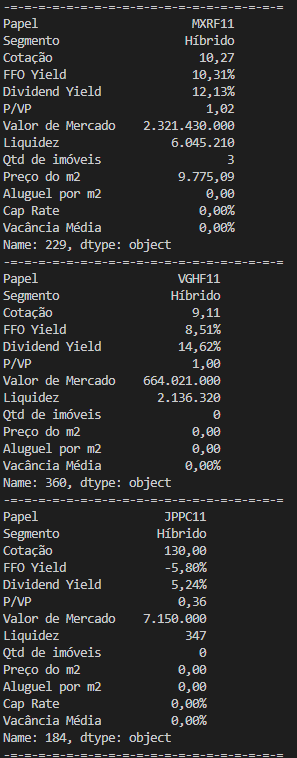 -=-=-=-=-=-=-=-=-=-=-=-=-=-=-=-=-=-=-=-=
Papel MXRF11
Segmento Híbrido
Cotação 10,27
FFO Yield 10,31%
Dividend Yield 12,13%
P/VP 1,02
Valor de Mercado 2.321.430.000
Liquidez 6.045.210
Qtd de imóveis 3
Preço do m2 9.775,09
Aluguel por m2 0,00
Cap Rate 0,00%
Vacância Média 0,00%
Name: 229, dtype: object
-=-=-=-=-=-=-=-=-=-=-=-=-=-=-=-=-=-=-=-=
Papel VGHF11
Segmento Híbrido
Cotação 9,11
FFO Yield 8,51%
Dividend Yield 14,62%
P/VP 1,00
Valor de Mercado 664.021.000
Liquidez 2.136.320
Qtd de imóveis 0
Preço do m2 0,00
Aluguel por m2 0,00
Vacância Média 0,00%
Name: 360, dtype: object
-=-=-=-=-=-=-=-=-=-=-=-=-=-=-=-=-=-=-=-=
Papel JPPC11
Segmento Híbrido
Cotação 130,00
FFO Yield -5,80%
Dividend Yield 5,24%
P/VP 0,36
Valor de Mercado 7.150.000
Liquidez 347
Qtd de imóveis 0
Preço do m2 0,00
Aluguel por m2 0,00
Cap Rate 0,00%
Vacância Média 0,00%
Name: 184, dtype: object
-=-=-=-=-=-=-=-=-=-=-=-=-=-=-=-=-=-=-=-=